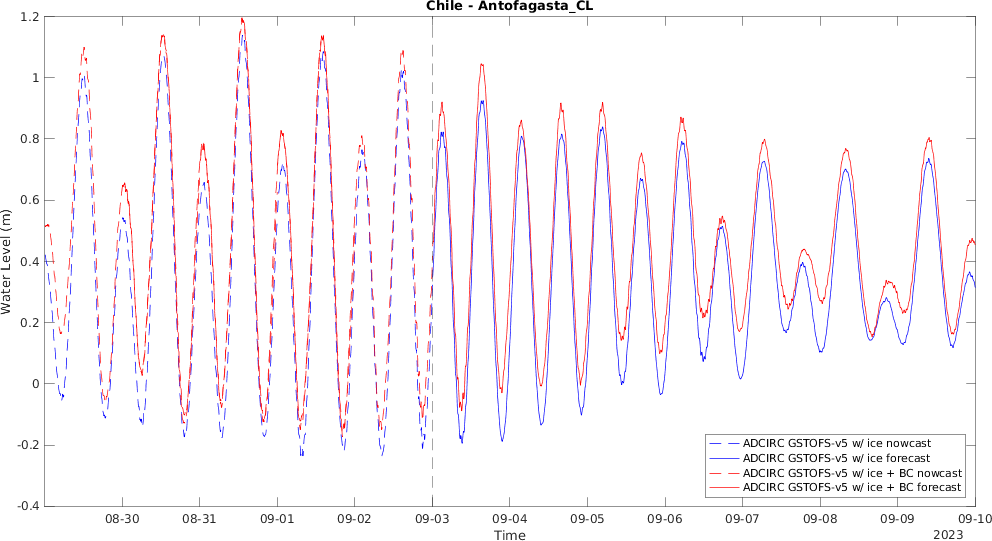 Chile - Antofagasta_CL
1.2
1
0.8
0.6
0.4
0.2
0
-0.2
-0.4
Water Level (m)
ADCIRC GSTOFS-v5 w/ ice nowcast
ADCIRC GSTOFS-v5 w/ ice forecast
ADCIRC GSTOFS-v5 w/ ice + BC nowcast
ADCIRC GSTOFS-v5 w/ ice + BC forecast
08-30 08-31 09-01 09-02 09-03 09-04 09-05 09-06 09-07 09-08 09-09 09-10
Time
2023